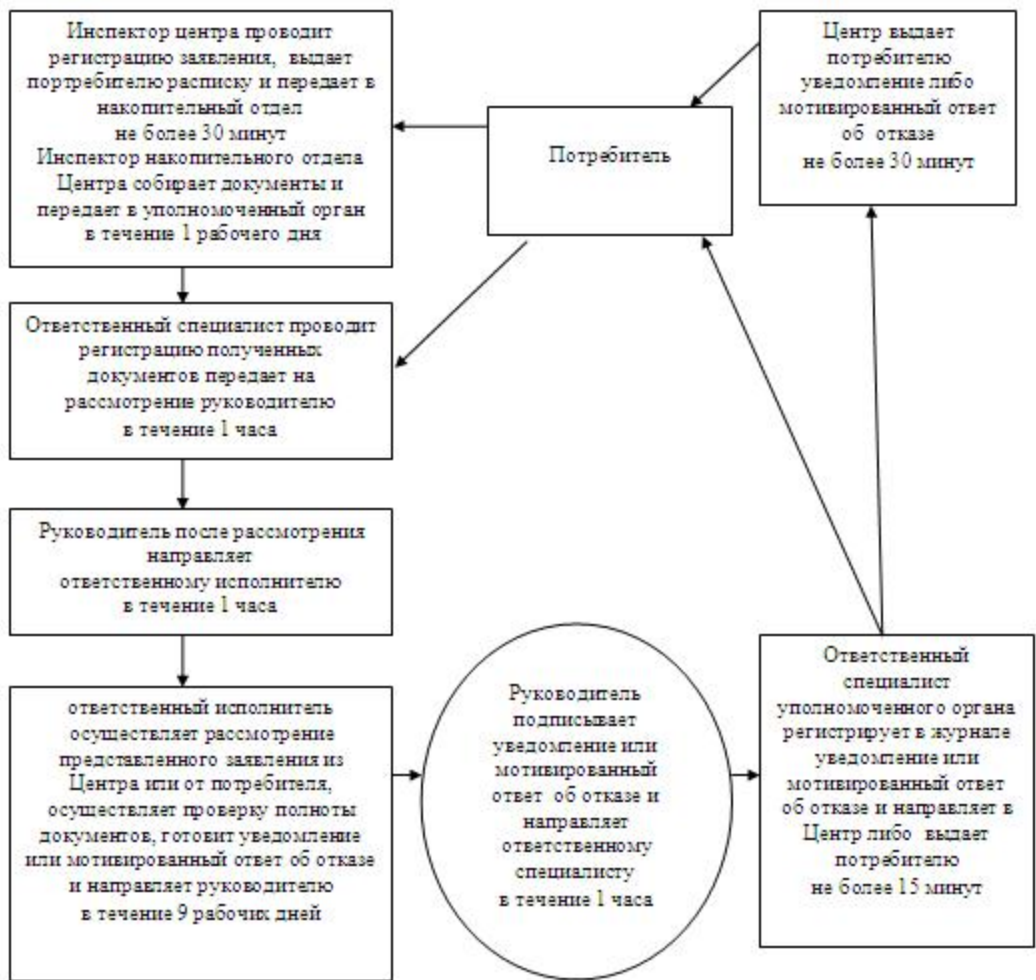 Инспектор центра проводит
регистрацию заявления, выдает
портребителю расписку и передает в
накопительный отдел
не более 30 минут
Инспектор накопительного отдела
Центра собирает документы и
передает в уполномоченный орган
в течение 1 рабочего дня
Потребитель
Центр выдает
потребителю
уведомление либо
мотивированный ответ
об отказе
не более 30 минут
Ответственный специалист проводит
регистрацию полученных
документов передает на
рассмотрение руководителю
в течение 1 часа
Руководитель после рассмотрения
направляет
ответственному исполнителю
в течение 1 часа
ответственный исполнитель
осуществляет рассмотрение
представленного заявления из
Центра или от потребителя,
осуществляет проверку полноты
документов, готовит уведомление
или мотивированный ответ об отказе
и направляет руководителю
в течение 9 рабочих дней
Руководитель
подписывает
уведомление или
мотивированный
ответ об отказе и
направляет
ответственному
специалисту
в течение 1 часа
Ответственный
специалист
уполномоченного органа
регистрирует в журнале
уведомление или
мотивированный ответ
об отказе и направляет в
Центр либо выдает
потребителю
не более 15 минут